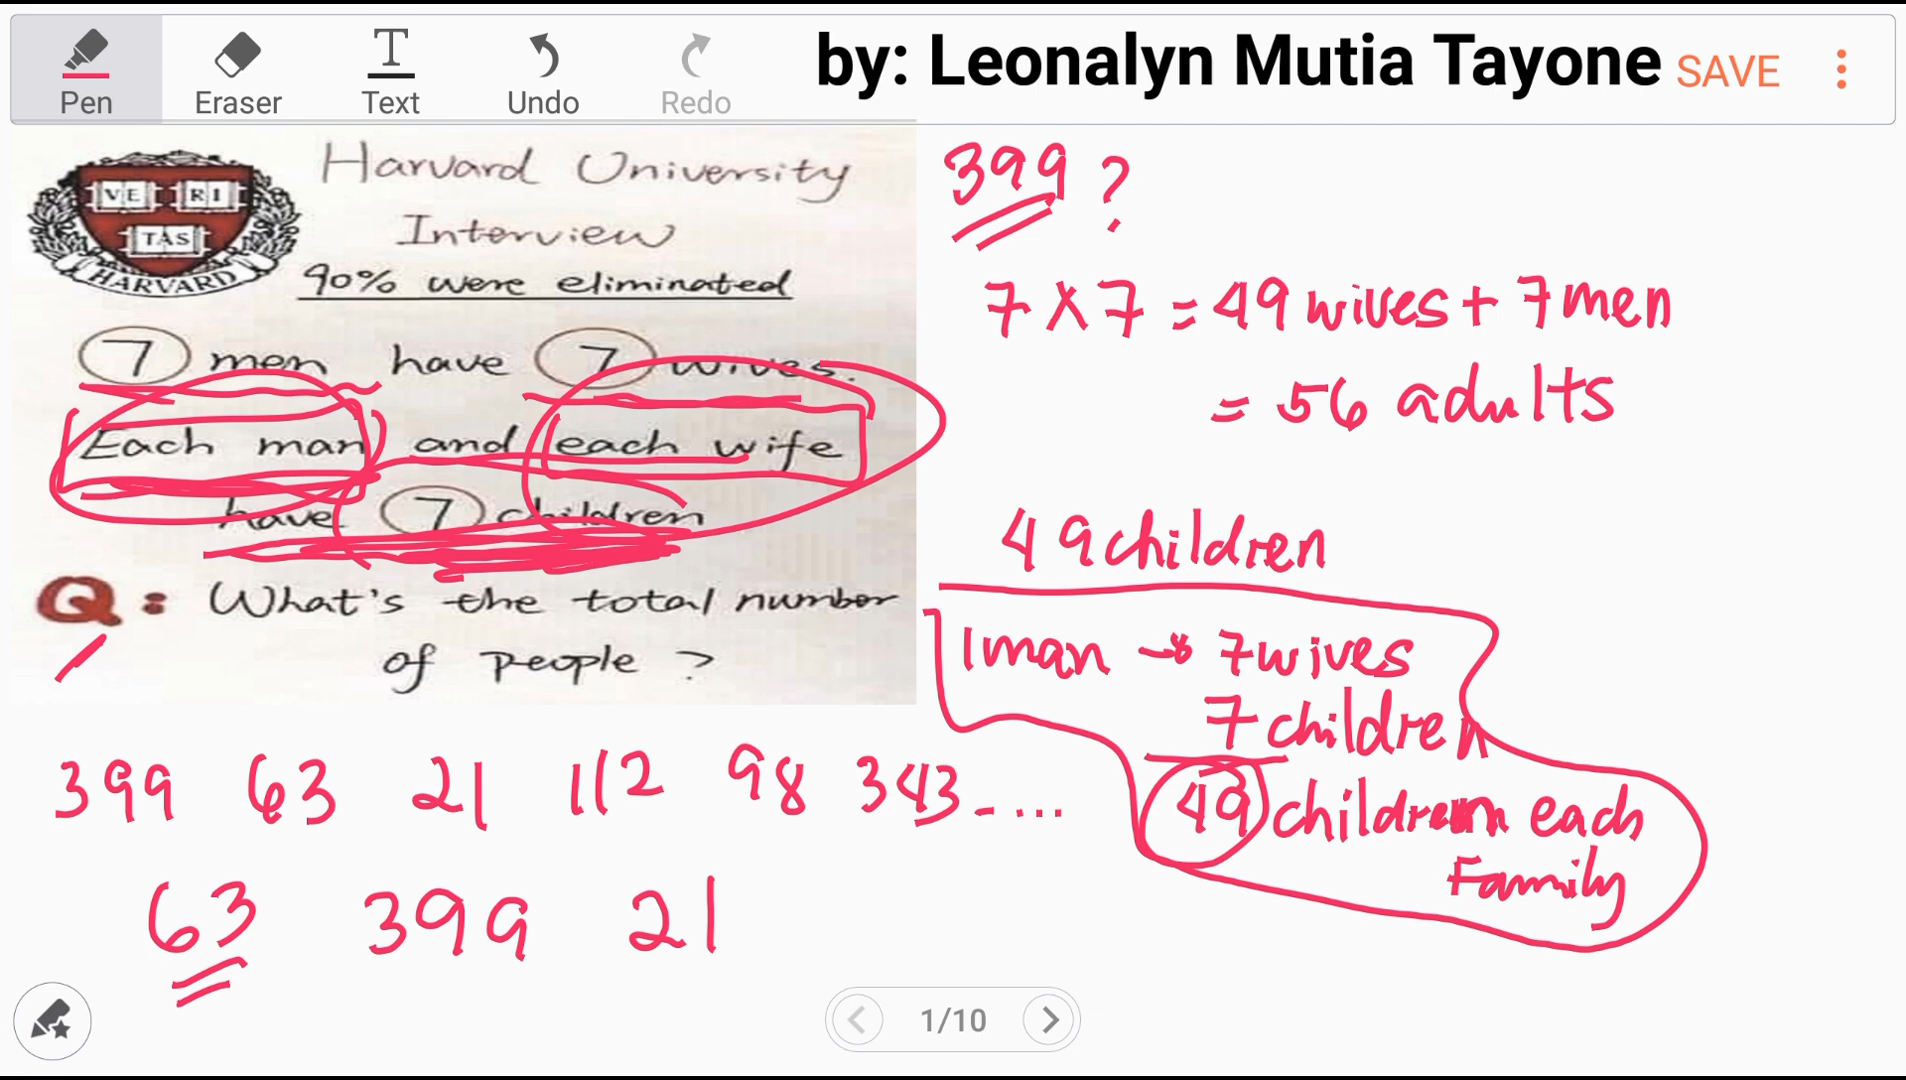 Pen
Eraser
Text
Undo
Redo
by: Leonalyn Mutia Tayone
SAVE
VE RI
TAS
HARVARD
Harvard University
Interview
90% were eliminated
7 men have 7 wives.
Each man and each wife
have 7 children
Q: What's the total number
of people?
399 63 21 112 98 343 - ...
63 399 21
399?
7 x 7 = 49 wives + 7 men
= 56 adults
49 children
1 man → 7 wives
7 children
49 children each
Family
1/10